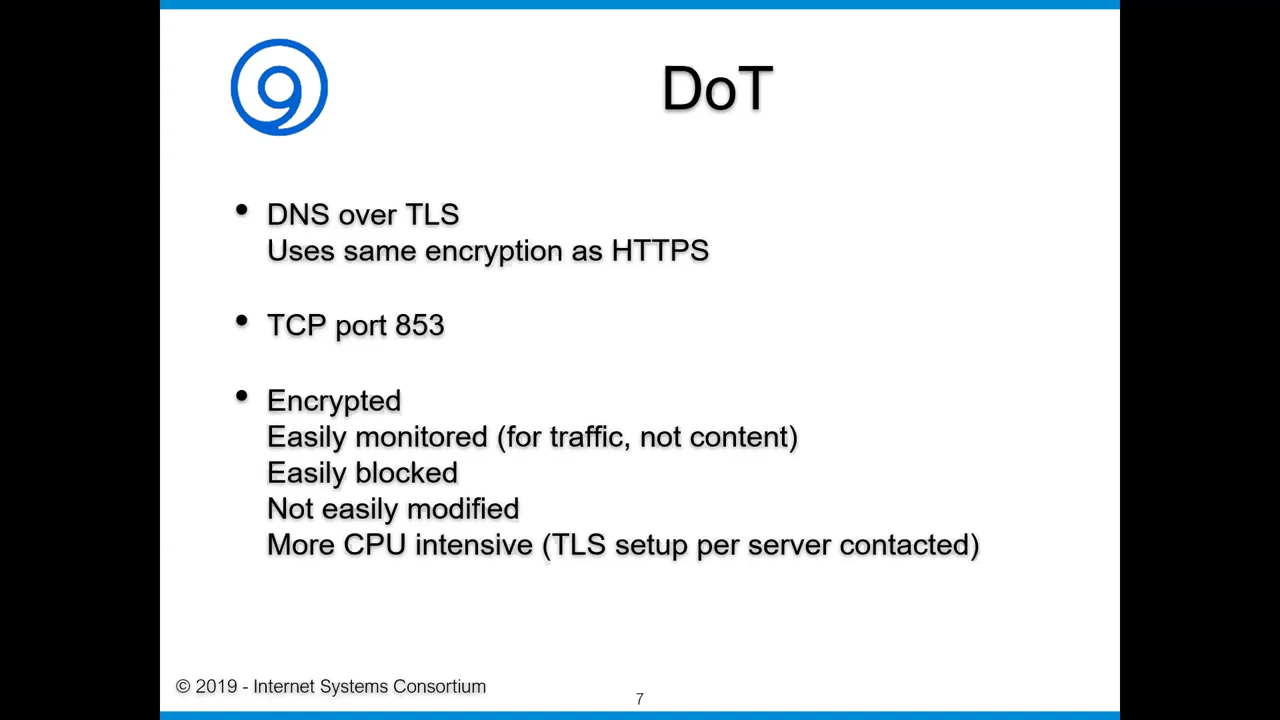 DoT
• DNS over TLS
Uses same encryption as HTTPS
• TCP port 853
• Encrypted
Easily monitored (for traffic, not content)
Easily blocked
Not easily modified
More CPU intensive (TLS setup per server contacted)
© 2019 - Internet Systems Consortium
7